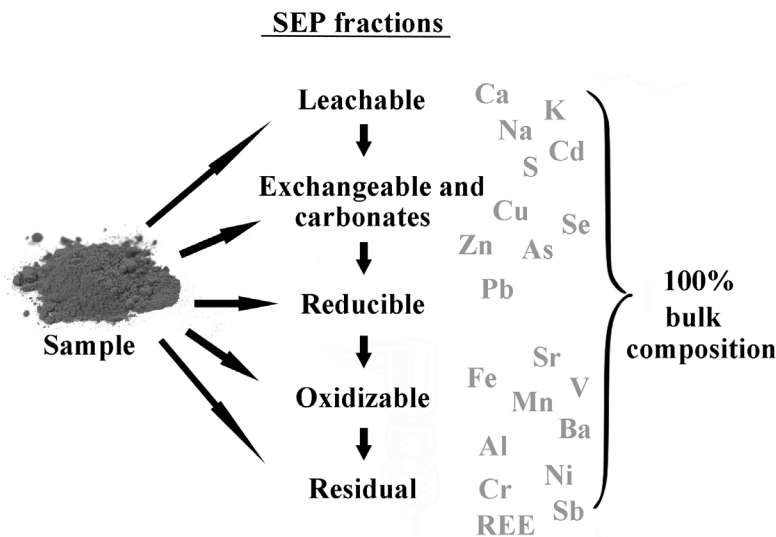 SEP fractions
Leachable
Exchangeable and
carbonates
Reducible
Oxidizable
Residual
Sample
Ca
K
Na
Cd
S
Cu
Se
Zn
As
Pb
Sr
Fe
V
Mn
Ba
Al
Ni
Cr
Sb
REE
100%
bulk
composition